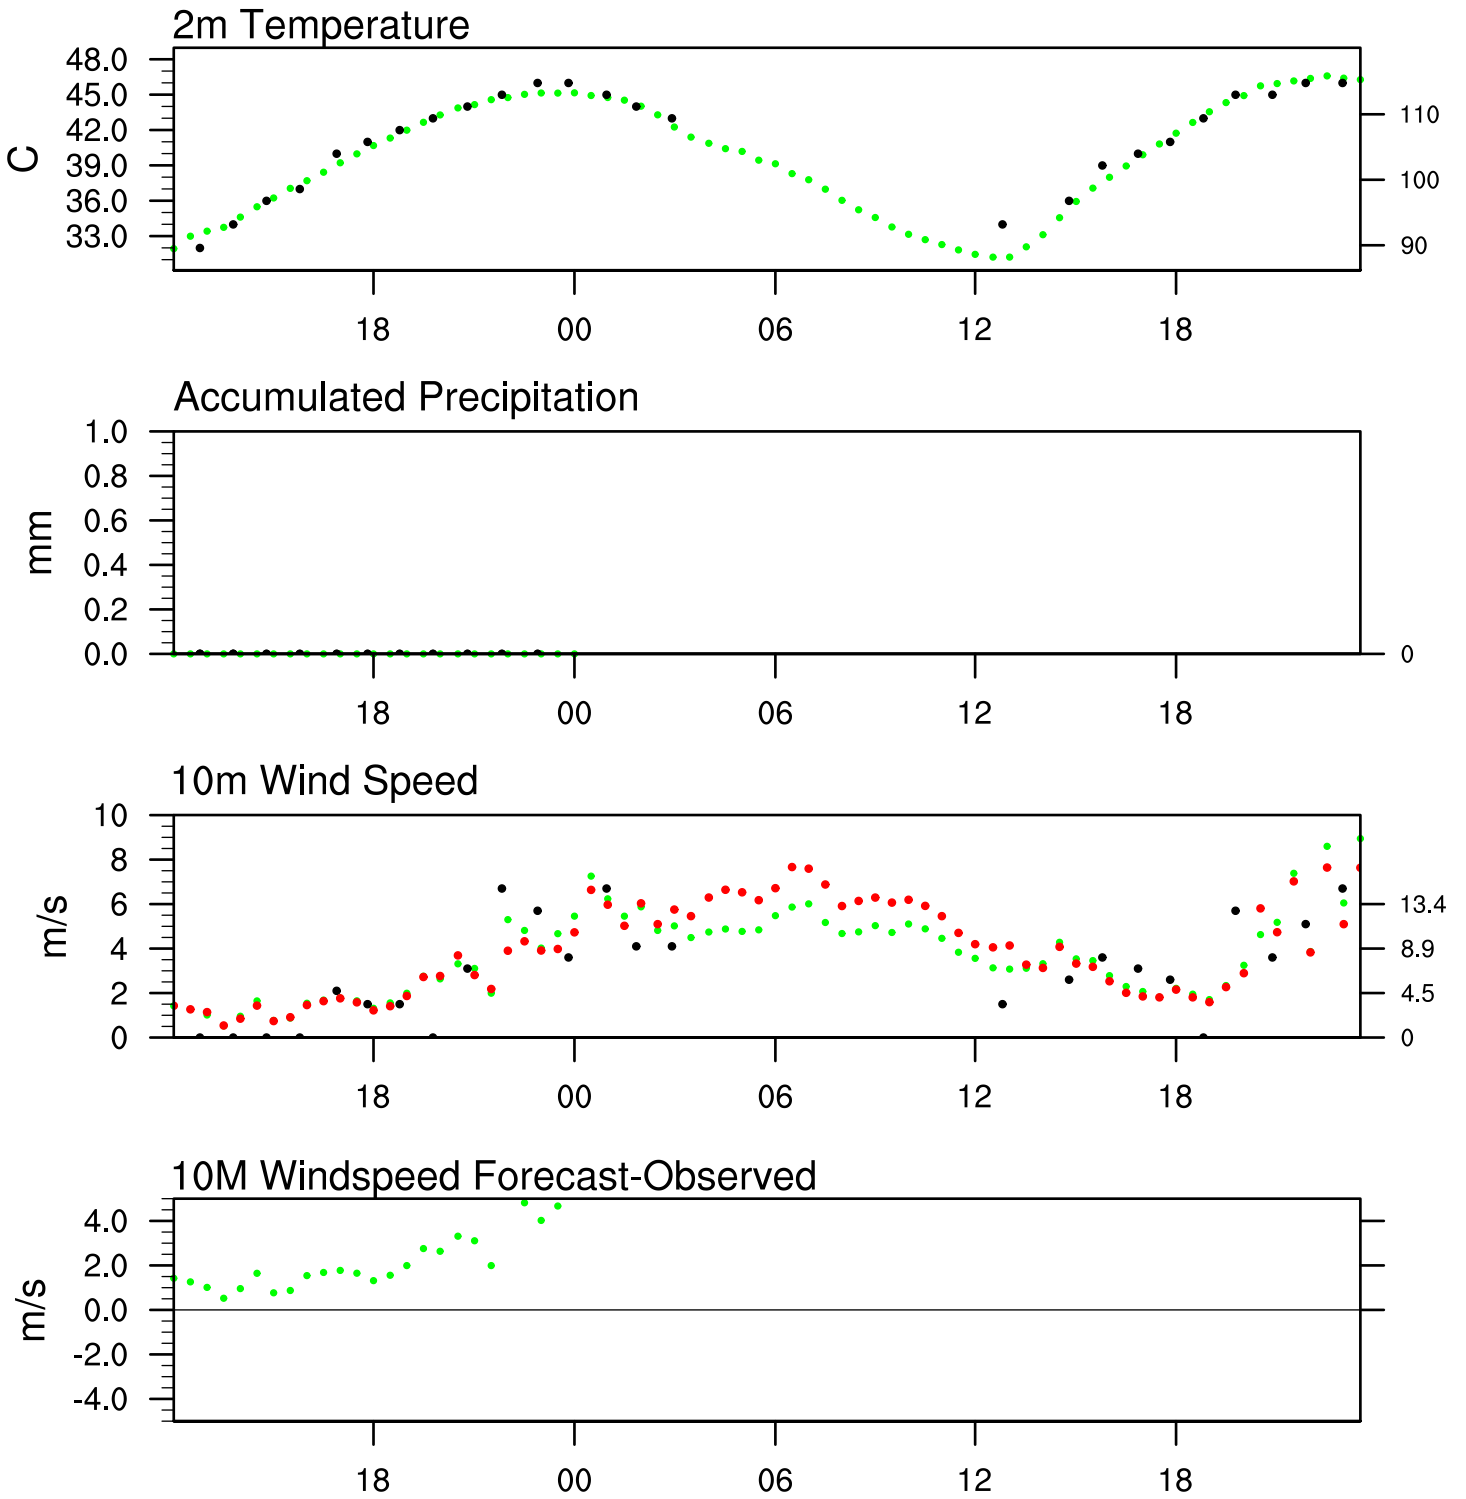 2m Temperature
48.0
45.0
42.0
39.0
36.0
33.0
C
110
100
90
18 00 06 12 18
Accumulated Precipitation
1.0
0.8
0.6
0.4
0.2
0.0
mm
0
18 00 06 12 18
10m Wind Speed
10
8
6
4
2
0
m/s
13.4
8.9
4.5
0
18 00 06 12 18
10M Windspeed Forecast-Observed
4.0
2.0
0.0
-2.0
-4.0
m/s
18 00 06 12 18